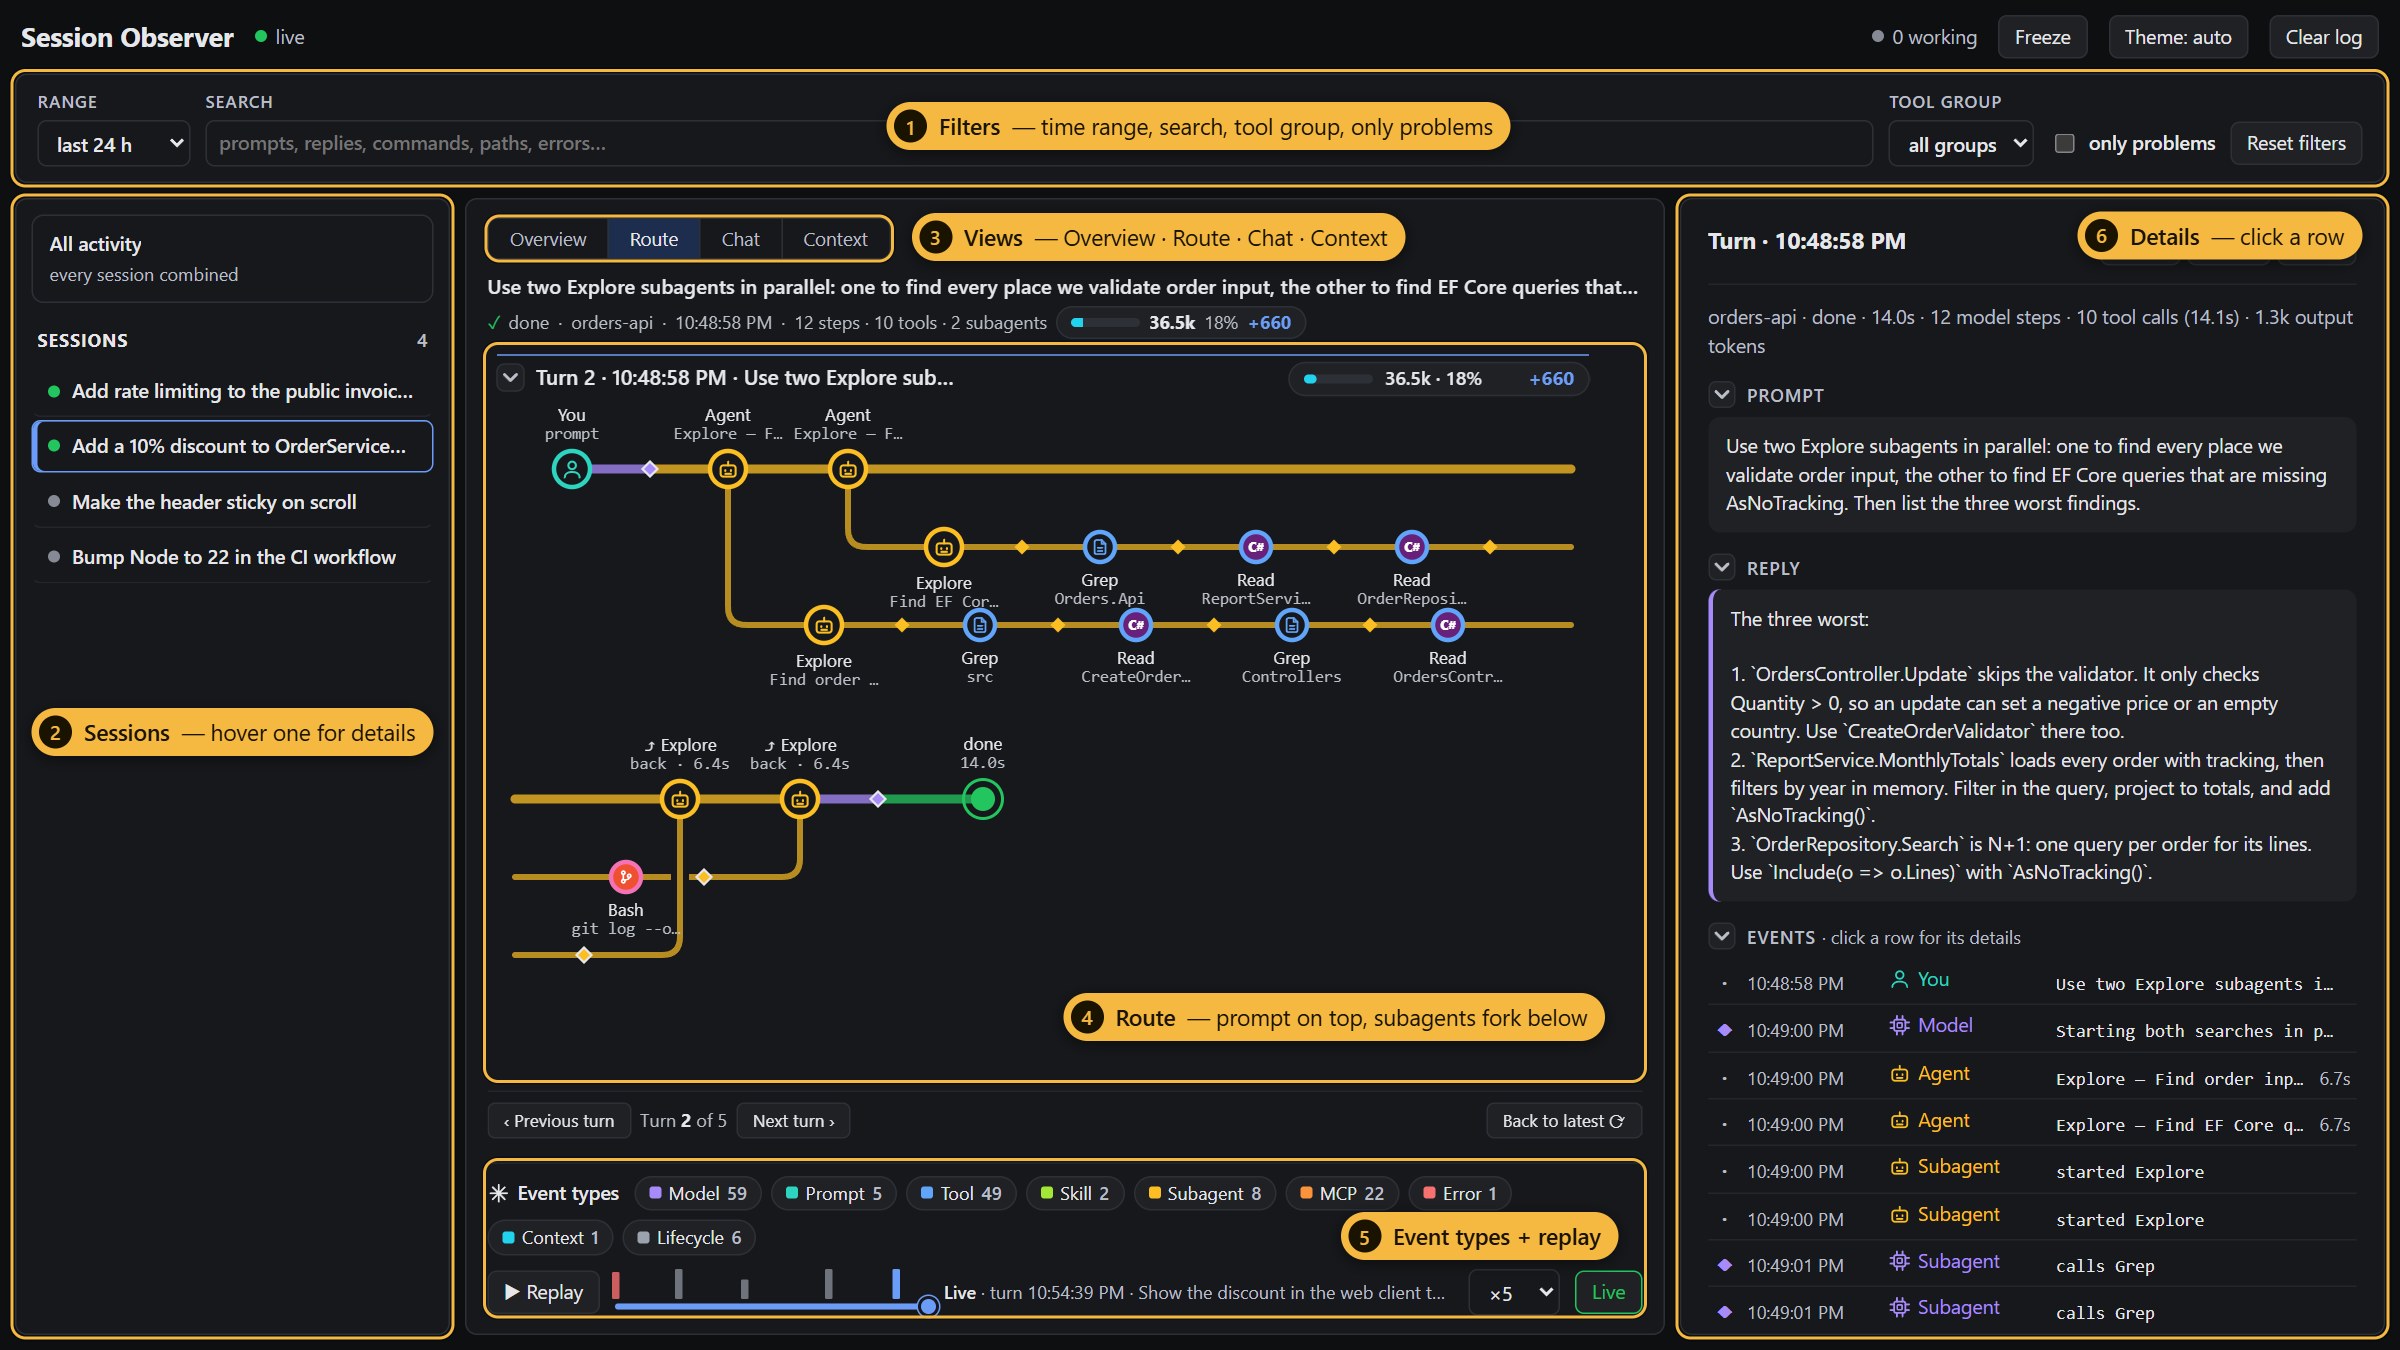 Session Observer
live
0 working
Freeze
Theme: auto
Clear log
RANGE
SEARCH
TOOL GROUP
last 24 h
prompts, replies, commands, paths, errors...
1 Filters — time range, search, tool group, only problems
all groups
only problems
Reset filters
All activity
every session combined
SESSIONS 4
Add rate limiting to the public invoic...
Add a 10% discount to OrderService...
Make the header sticky on scroll
Bump Node to 22 in the CI workflow
2 Sessions — hover one for details
Overview
Route
Chat
Context
3 Views — Overview · Route · Chat · Context
Use two Explore subagents in parallel: one to find every place we validate order input, the other to find EF Core queries that...
✓ done · orders-api · 10:48:58 PM · 12 steps · 10 tools · 2 subagents
36.5k 18% +660
Turn 2 · 10:48:58 PM · Use two Explore sub...
36.5k · 18% +660
You
prompt
Agent
Explore — F…
Agent
Explore — F…
Explore
Find EF Cor…
Grep
Orders.Api
C#
Read
ReportServi…
C#
Read
OrderReposi…
Explore
Find order …
Grep
src
C#
Read
CreateOrder…
Grep
Controllers
C#
Read
OrdersContr…
⤴ Explore
back · 6.4s
⤴ Explore
back · 6.4s
done
14.0s
Bash
git log --o…
4 Route — prompt on top, subagents fork below
‹ Previous turn
Turn 2 of 5
Next turn ›
Back to latest ⟳
Event types
Model 59
Prompt 5
Tool 49
Skill 2
Subagent 8
MCP 22
Error 1
Context 1
Lifecycle 6
5 Event types + replay
▶ Replay
Live · turn 10:54:39 PM · Show the discount in the web client t...
×5
Live
Turn · 10:48:58 PM
6 Details — click a row
orders-api · done · 14.0s · 12 model steps · 10 tool calls (14.1s) · 1.3k output
tokens
PROMPT
Use two Explore subagents in parallel: one to find every place we
validate order input, the other to find EF Core queries that are missing
AsNoTracking. Then list the three worst findings.
REPLY
The three worst:
1. `OrdersController.Update` skips the validator. It only checks
Quantity > 0, so an update can set a negative price or an empty
country. Use `CreateOrderValidator` there too.
2. `ReportService.MonthlyTotals` loads every order with tracking, then
filters by year in memory. Filter in the query, project to totals, and add
`AsNoTracking()`.
3. `OrderRepository.Search` is N+1: one query per order for its lines.
Use `Include(o => o.Lines)` with `AsNoTracking()`.
EVENTS · click a row for its details
10:48:58 PM You Use two Explore subagents i…
10:49:00 PM Model Starting both searches in p…
10:49:00 PM Agent Explore — Find order inp… 6.7s
10:49:00 PM Agent Explore — Find EF Core q… 6.7s
10:49:00 PM Subagent started Explore
10:49:00 PM Subagent started Explore
10:49:01 PM Subagent calls Grep
10:49:01 PM Subagent calls Grep